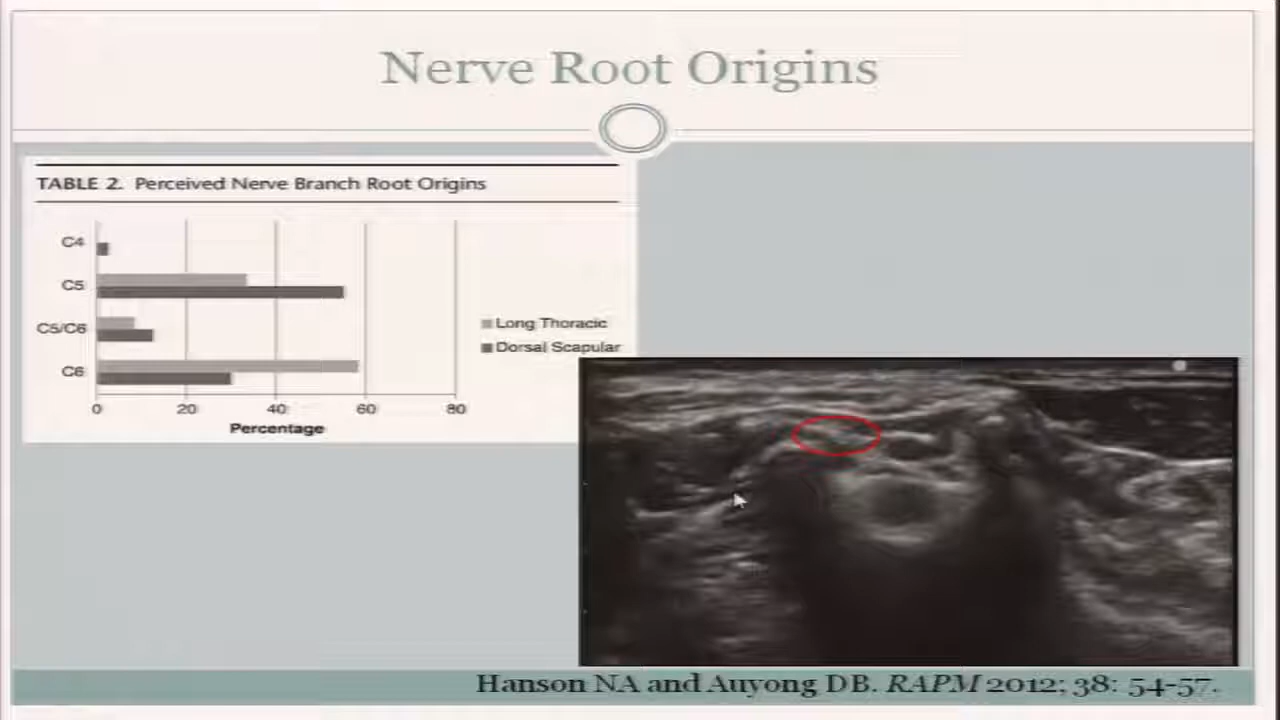 Nerve Root Origins
TABLE 2. Perceived Nerve Branch Root Origins
C4
C5
C5/C6
C6
Long Thoracic
Dorsal Scapular
0 20 40 60 80
Percentage
Hanson NA and Auyong DB. RAPM 2012; 38: 54-57.